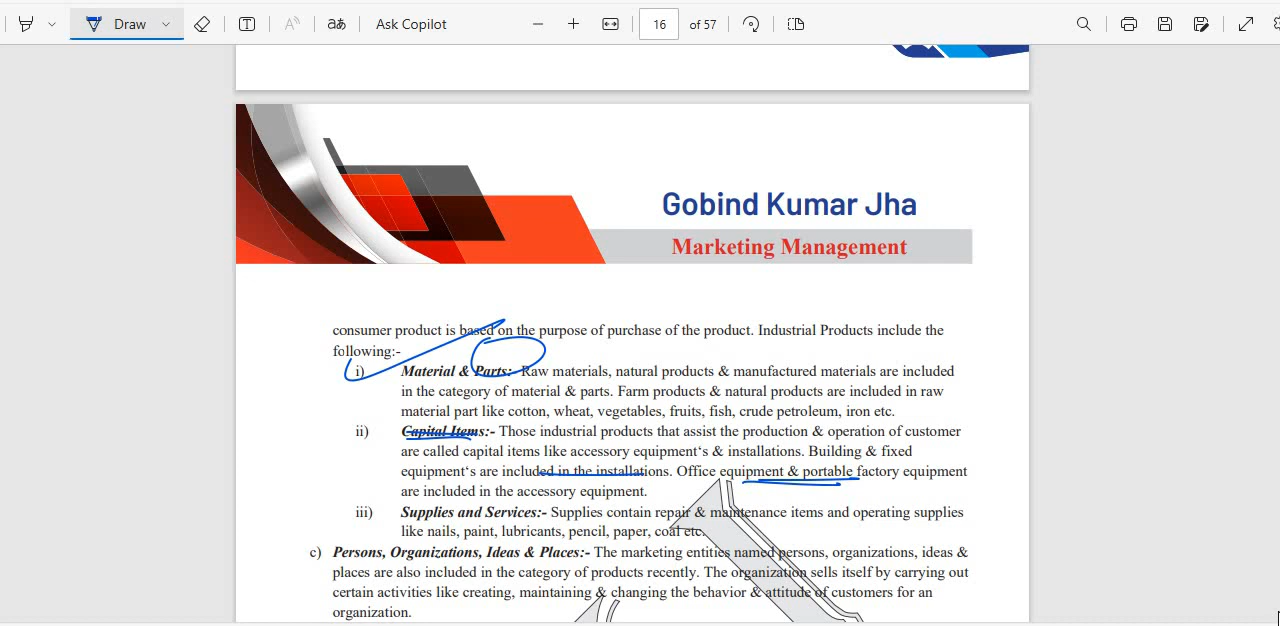 Draw
aあ
Ask Copilot
16 of 57
Gobind Kumar Jha
Marketing Management
consumer product is based on the purpose of purchase of the product. Industrial Products include the
following:-
i) Material & Parts:- Raw materials, natural products & manufactured materials are included
in the category of material & parts. Farm products & natural products are included in raw
material part like cotton, wheat, vegetables, fruits, fish, crude petroleum, iron etc.
ii) Capital Items:- Those industrial products that assist the production & operation of customer
are called capital items like accessory equipment‘s & installations. Building & fixed
equipment‘s are included in the installations. Office equipment & portable factory equipment
are included in the accessory equipment.
iii) Supplies and Services:- Supplies contain repair & maintenance items and operating supplies
like nails, paint, lubricants, pencil, paper, coal etc.
c) Persons, Organizations, Ideas & Places:- The marketing entities named persons, organizations, ideas &
places are also included in the category of products recently. The organization sells itself by carrying out
certain activities like creating, maintaining & changing the behavior & attitude of customers for an
organization.